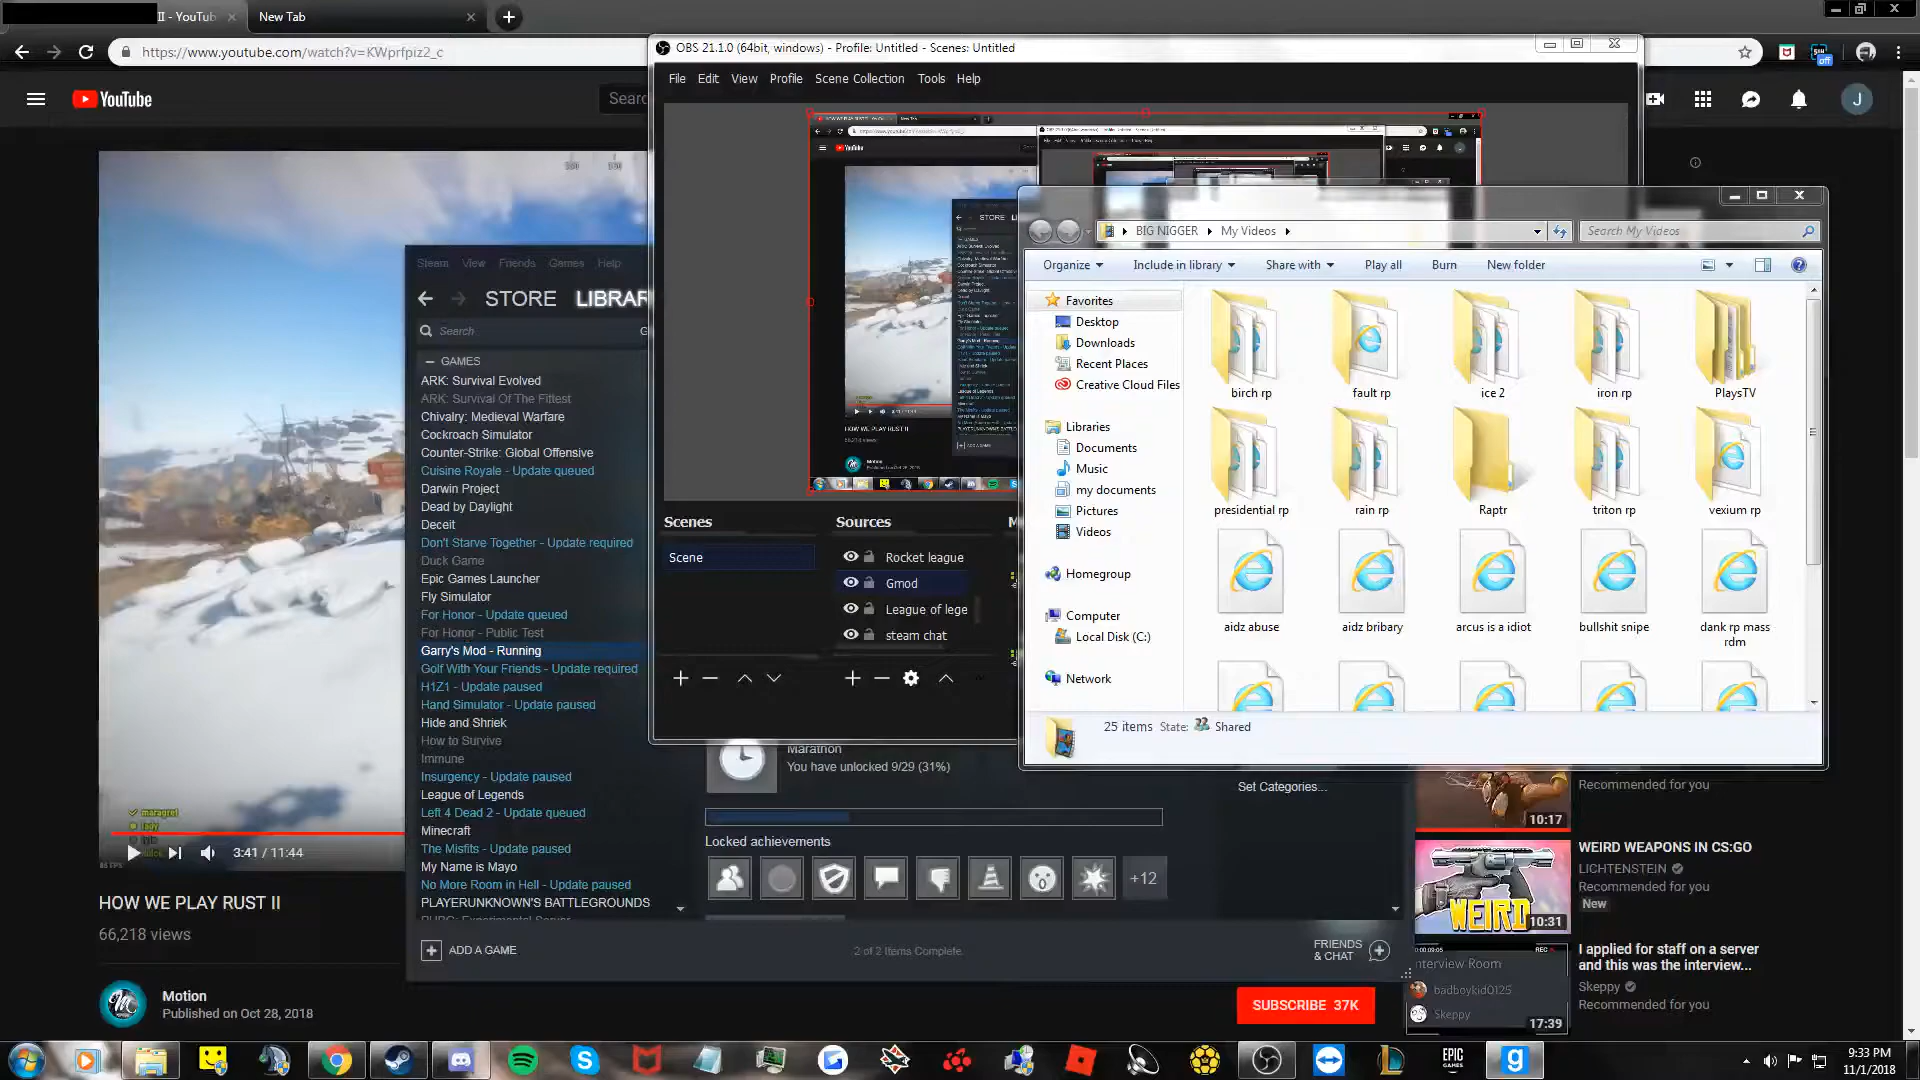 II - YouTub
New Tab
https://www.youtube.com/watch?v=KWprfpiz2_c
YouTube
Searc
J
OBS 21.1.0 (64bit, windows) - Profile: Untitled - Scenes: Untitled
File Edit View Profile Scene Collection Tools Help
HOW WE PLAY RUST II
Motion
Scenes
Sources
Scene
Rocket league
Gmod
League of lege
steam chat
BIG NIGGER My Videos
Search My Videos
Organize Include in library Share with Play all Burn New folder
Favorites
Desktop
Downloads
Recent Places
Creative Cloud Files
Libraries
Documents
Music
my documents
Pictures
Videos
Homegroup
Computer
Local Disk (C:)
Network
birch rp
fault rp
ice 2
iron rp
PlaysTV
presidential rp
rain rp
Raptr
triton rp
vexium rp
aidz abuse
aidz bribary
arcus is a idiot
bullshit snipe
dank rp mass
rdm
25 items State: Shared
Steam View Friends Games Help
STORE LIBRAR
Search
GAMES
ARK: Survival Evolved
ARK: Survival Of The Fittest
Chivalry: Medieval Warfare
Cockroach Simulator
Counter-Strike: Global Offensive
Cuisine Royale - Update queued
Darwin Project
Dead by Daylight
Deceit
Don't Starve Together - Update required
Duck Game
Epic Games Launcher
Fly Simulator
For Honor - Update queued
For Honor - Public Test
Garry's Mod - Running
Golf With Your Friends - Update required
H1Z1 - Update paused
Hand Simulator - Update paused
Hide and Shriek
How to Survive
Immune
Insurgency - Update paused
League of Legends
Left 4 Dead 2 - Update queued
Minecraft
The Misfits - Update paused
My Name is Mayo
No More Room in Hell - Update paused
PLAYERUNKNOWN'S BATTLEGROUNDS
PUBG: Experimental Server
Marathon
You have unlocked 9/29 (31%)
Locked achievements
+12
Set Categories...
ADD A GAME
2 of 2 Items Complete.
FRIENDS
& CHAT
maragret
3:41 / 11:44
HOW WE PLAY RUST II
66,218 views
Motion
Published on Oct 28, 2018
SUBSCRIBE 37K
Recommended for you
10:17
WEIRD WEAPONS IN CS:GO
LICHTENSTEIN
Recommended for you
New
WEIRD
10:31
I applied for staff on a server
and this was the interview...
Skeppy
Recommended for you
REC
nterview Room
badboykid0125
Skeppy
17:39
EPIC
GAMES
9:33 PM
11/1/2018